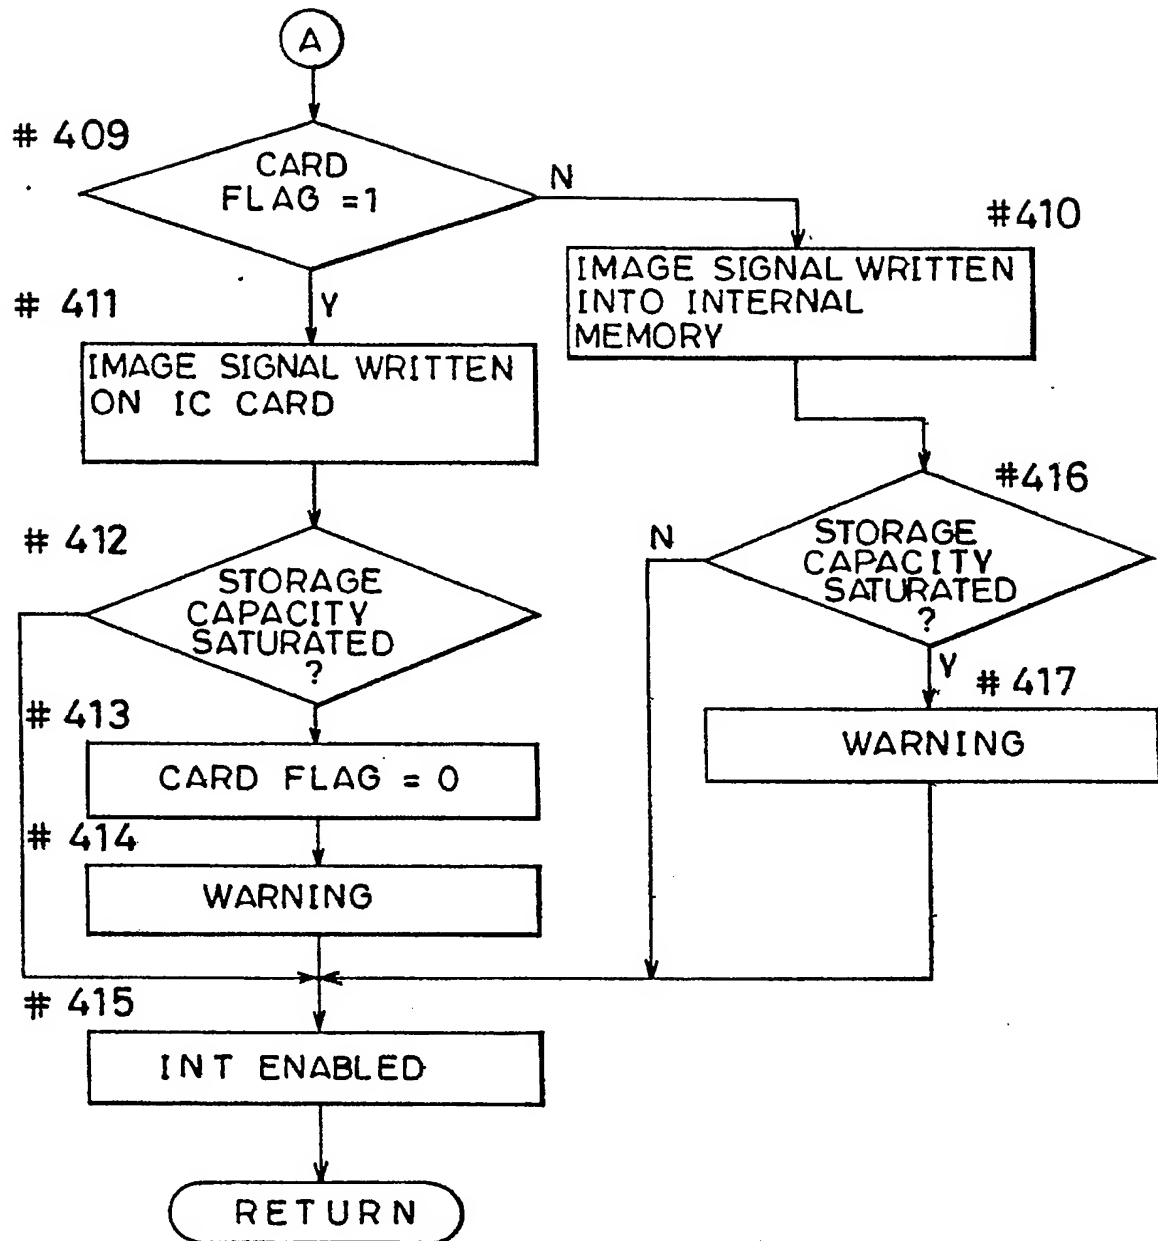 A
# 409
CARD
FLAG =1
N
#410
IMAGE SIGNAL WRITTEN
INTO INTERNAL
MEMORY
# 411
Y
IMAGE SIGNAL WRITTEN
ON IC CARD
#416
STORAGE
CAPACITY
SATURATED
?
N
Y
# 412
STORAGE
CAPACITY
SATURATED
?
# 417
WARNING
# 413
CARD FLAG = 0
# 414
WARNING
# 415
INT ENABLED
RETURN